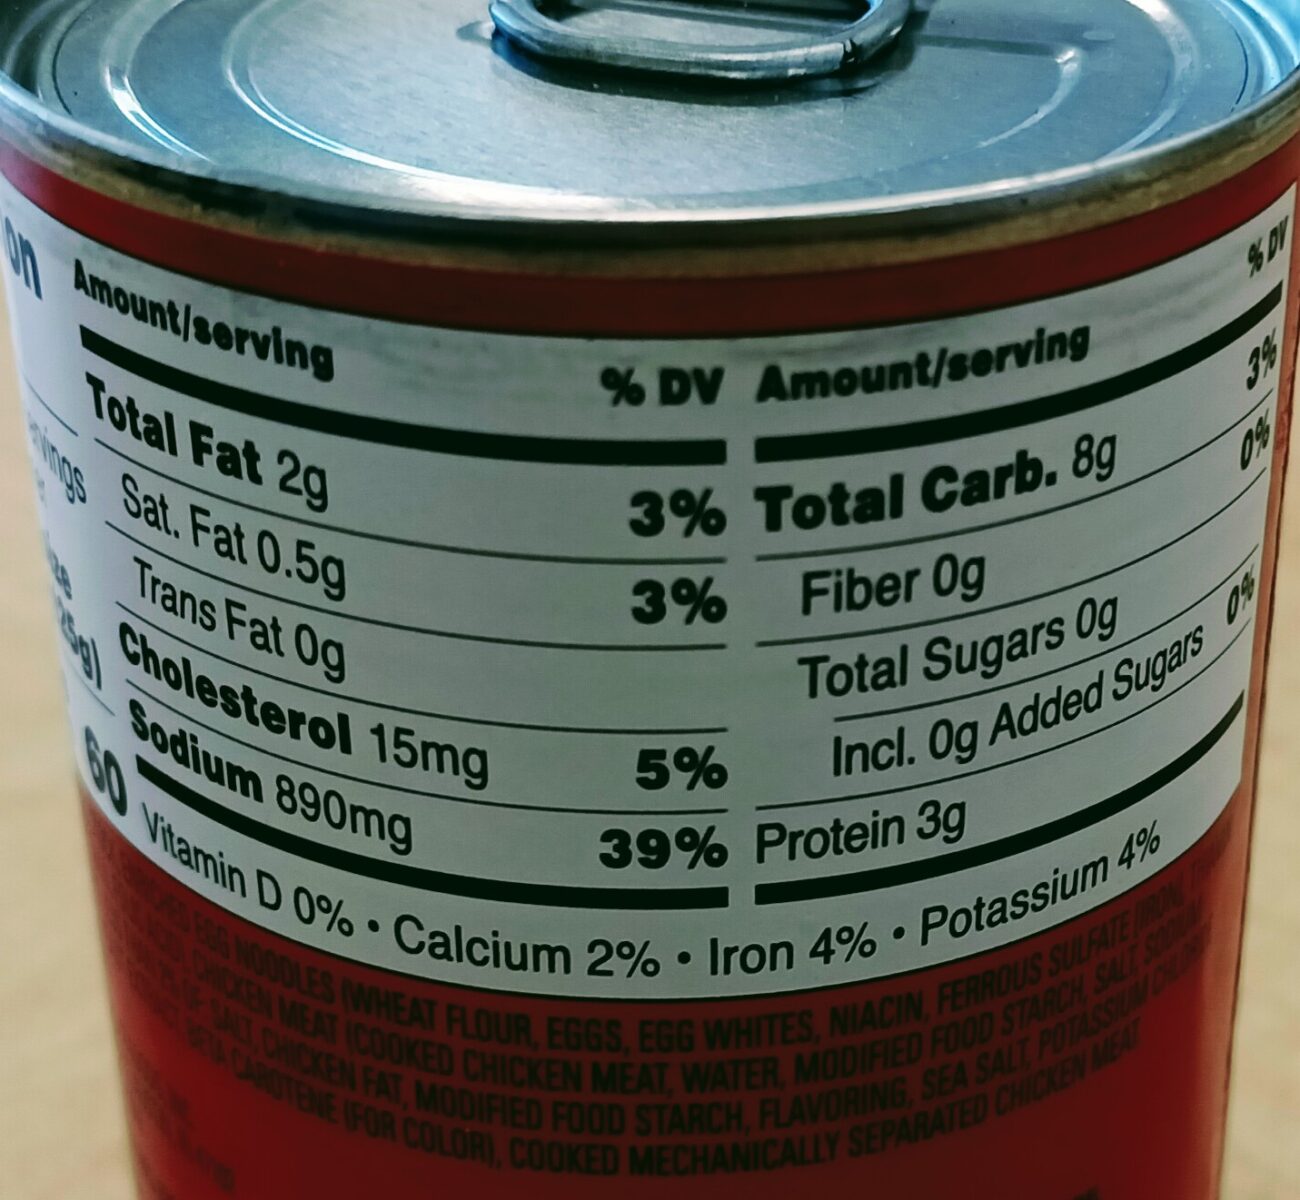 on
Amount/serving % DV
Total Fat 2g 3%
Sat. Fat 0.5g 3%
Trans Fat 0g
Cholesterol 15mg 5%
Sodium 890mg 39%
Amount/serving % DV
Total Carb. 8g 3%
Fiber 0g 0%
Total Sugars 0g
Incl. 0g Added Sugars 0%
Protein 3g
25g)
60
Vitamin D 0% • Calcium 2% • Iron 4% • Potassium 4%
EGG NOODLES (WHEAT FLOUR, EGGS, EGG WHITES, NIACIN, FERROUS SULFATE (IRON),
CHICKEN MEAT (COOKED CHICKEN MEAT, WATER, MODIFIED FOOD STARCH, SALT, SODIUM
OF: SALT, CHICKEN FAT, MODIFIED FOOD STARCH, FLAVORING, SEA SALT, POTASSIUM
BETA CAROTENE (FOR COLOR), COOKED MECHANICALLY SEPARATED CHICKEN MEAT